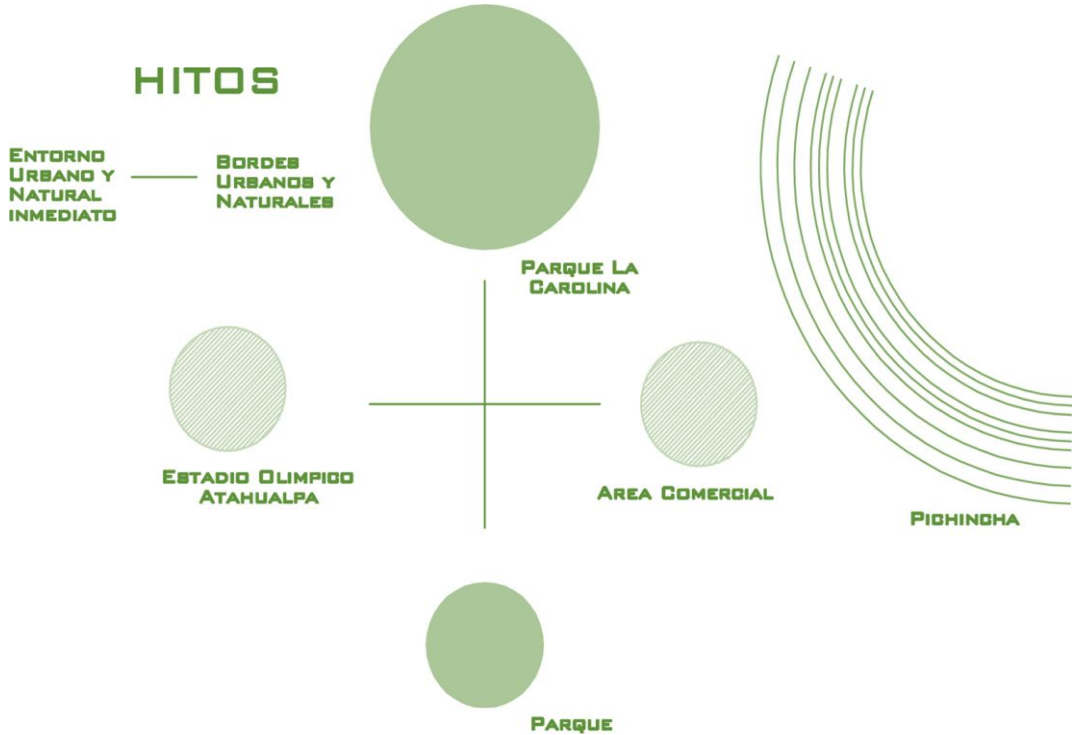 HITOS
ENTORNO
URBANO Y
NATURAL
INMEDIATO
BORDES
URBANOS Y
NATURALES
PARQUE LA
CAROLINA
ESTADIO OLIMPICO
ATAHUALPA
AREA COMERCIAL
PICHINCHA
PARQUE